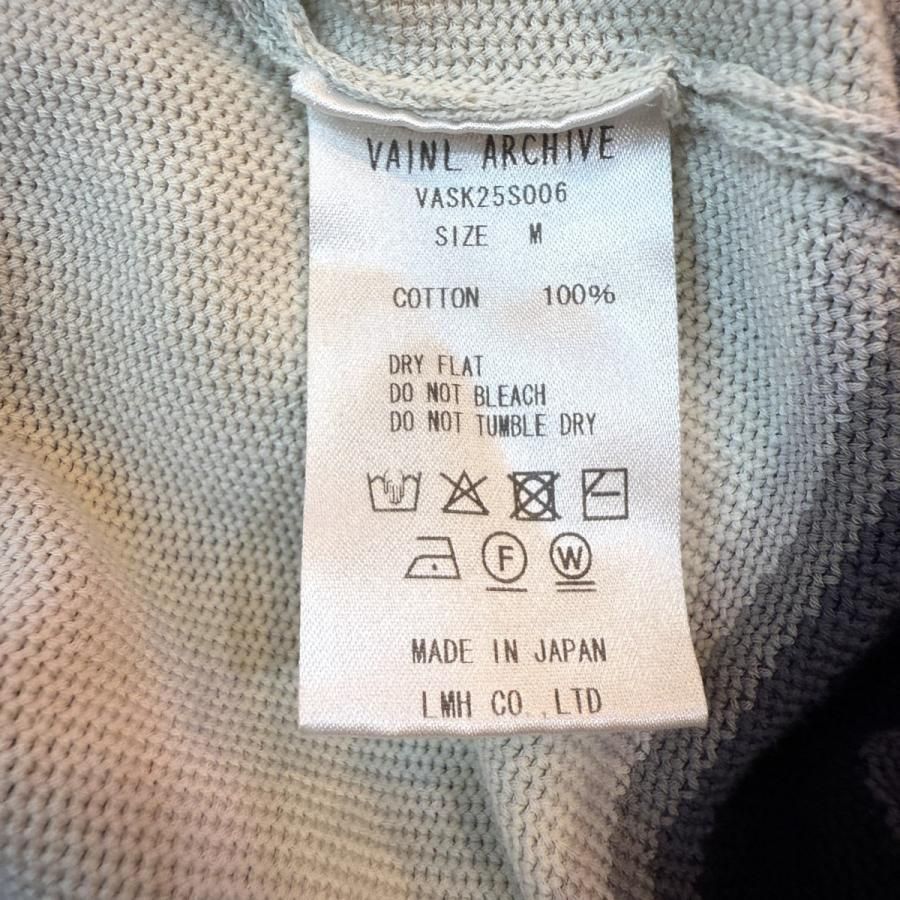 VAINL ARCHIVE
VASK25S006
SIZE M
COTTON 100%
DRY FLAT
DO NOT BLEACH
DO NOT TUMBLE DRY
F W
MADE IN JAPAN
LMH CO.,LTD